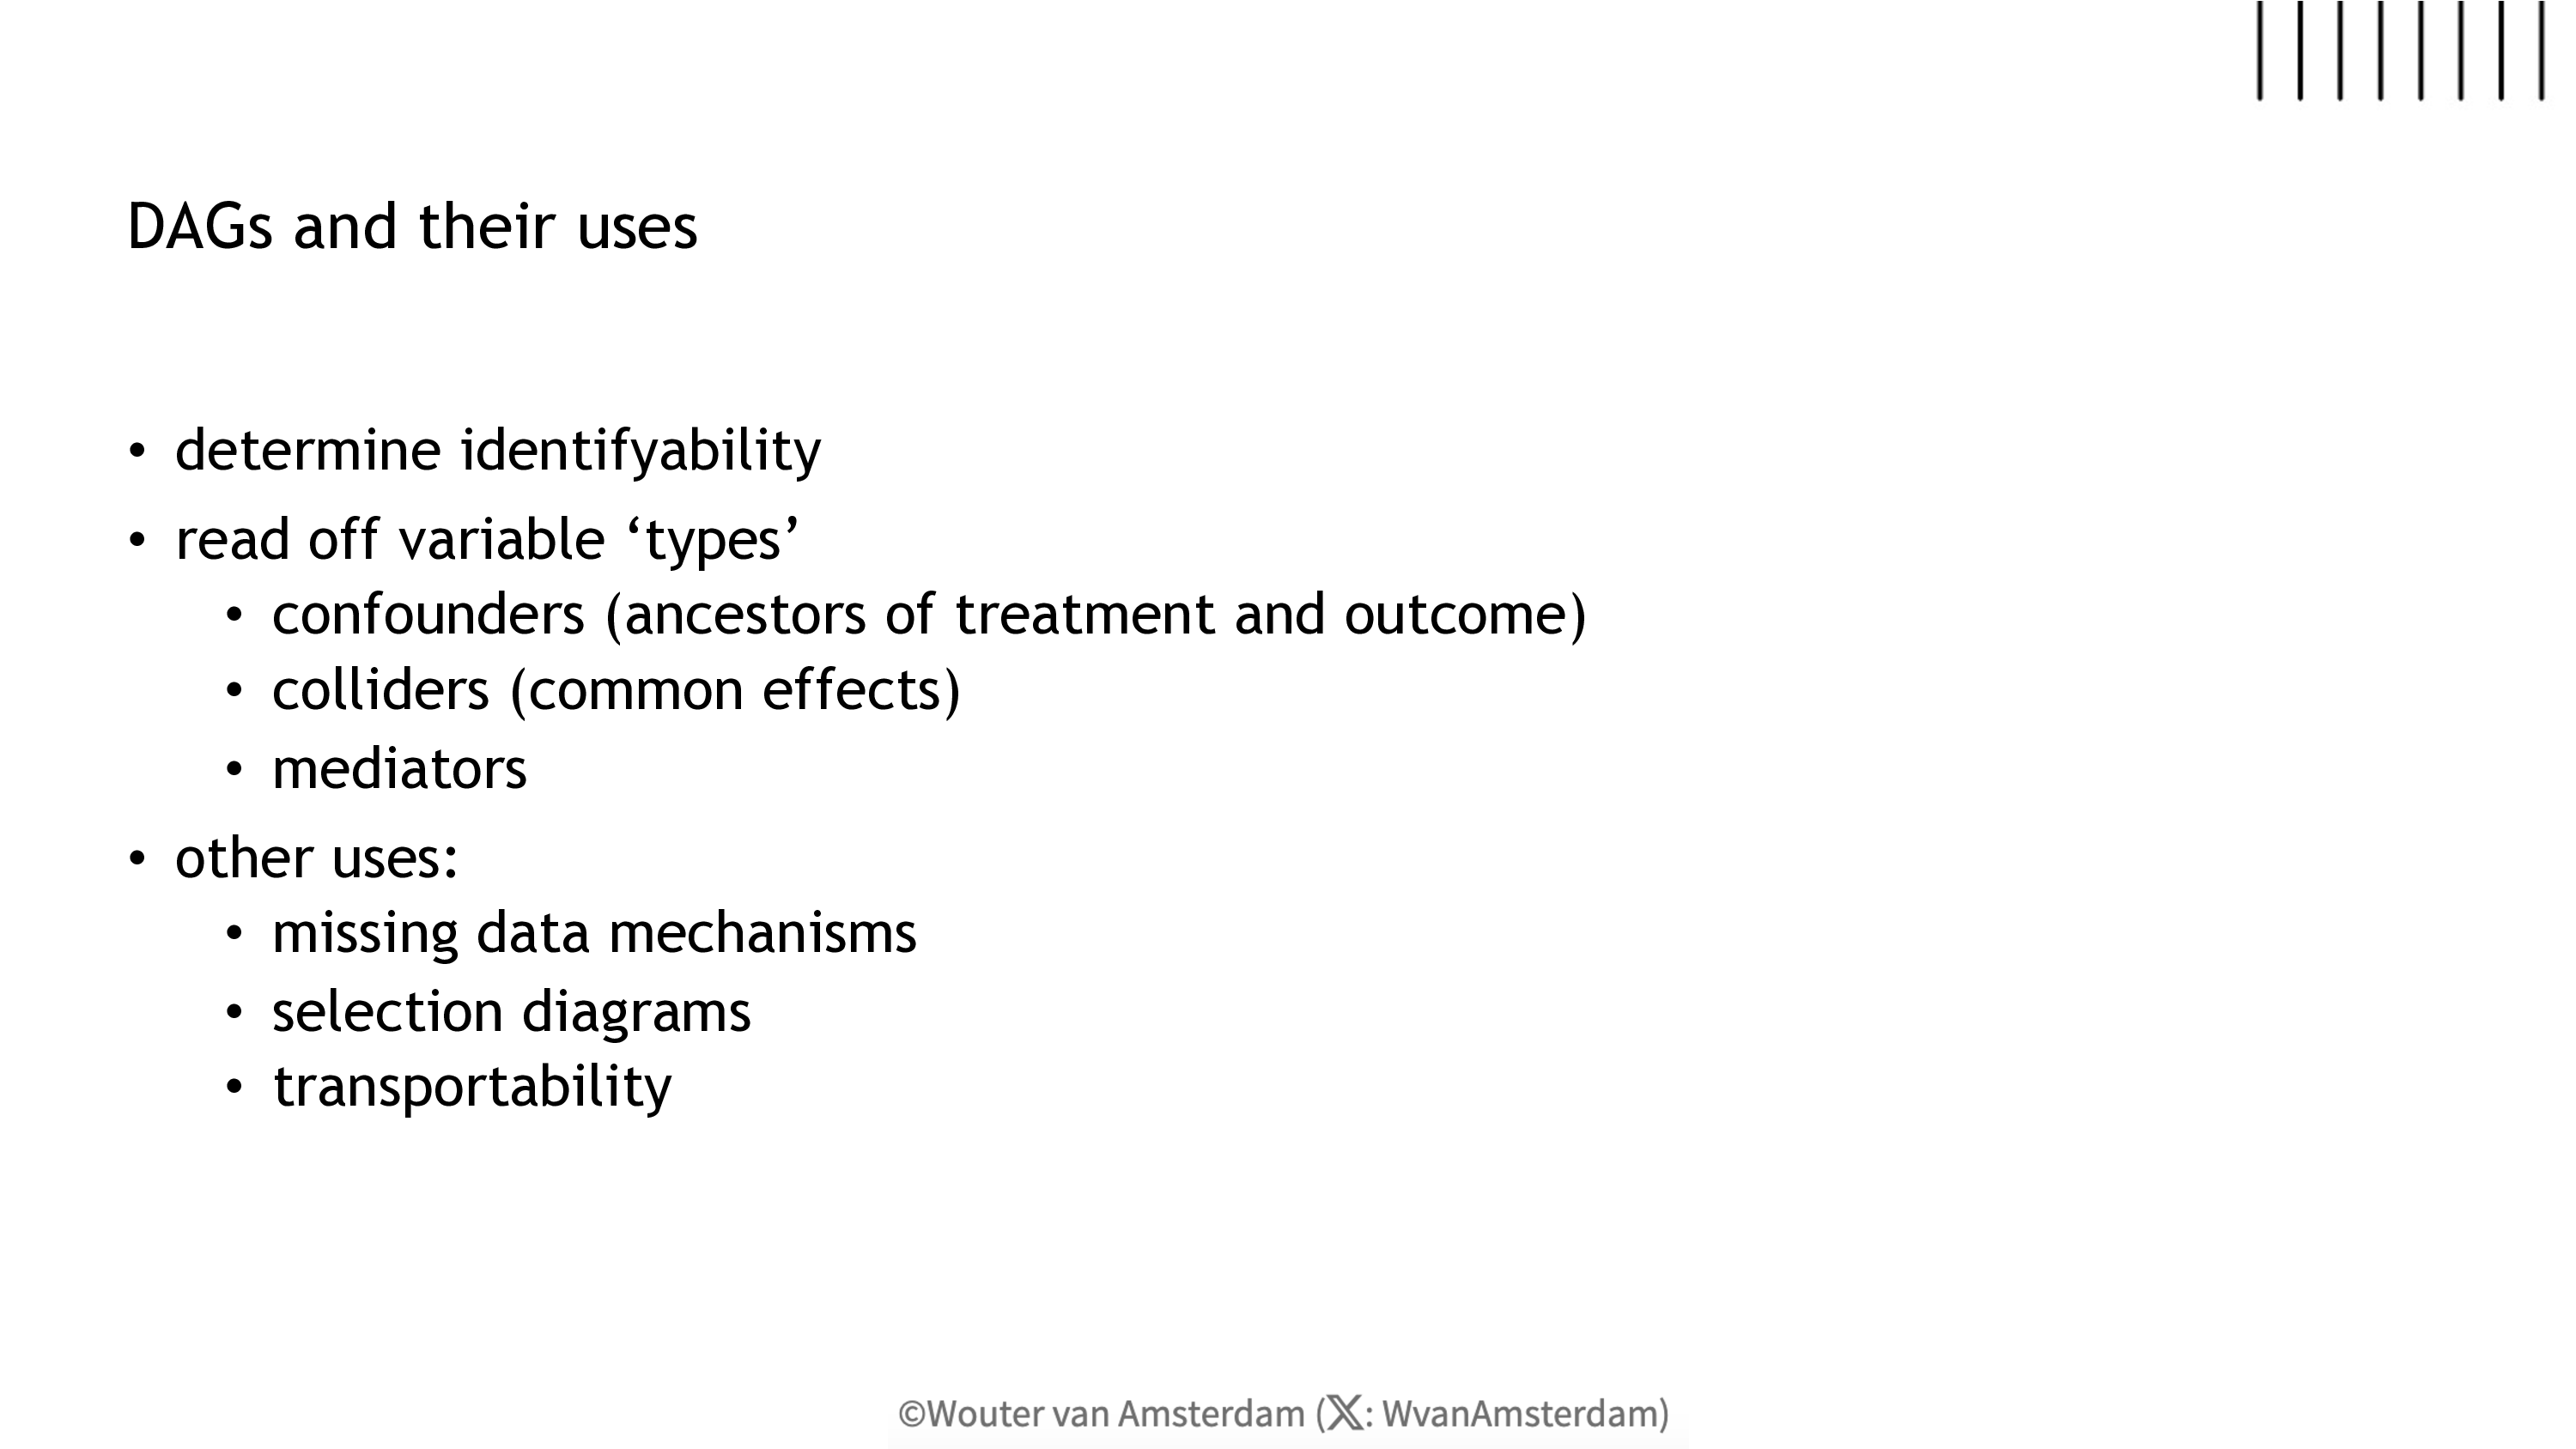 DAGs and their uses
• determine identifyability
• read off variable ‘types’
• confounders (ancestors of treatment and outcome)
• colliders (common effects)
• mediators
• other uses:
• missing data mechanisms
• selection diagrams
• transportability
©Wouter van Amsterdam (𝕏: WvanAmsterdam)